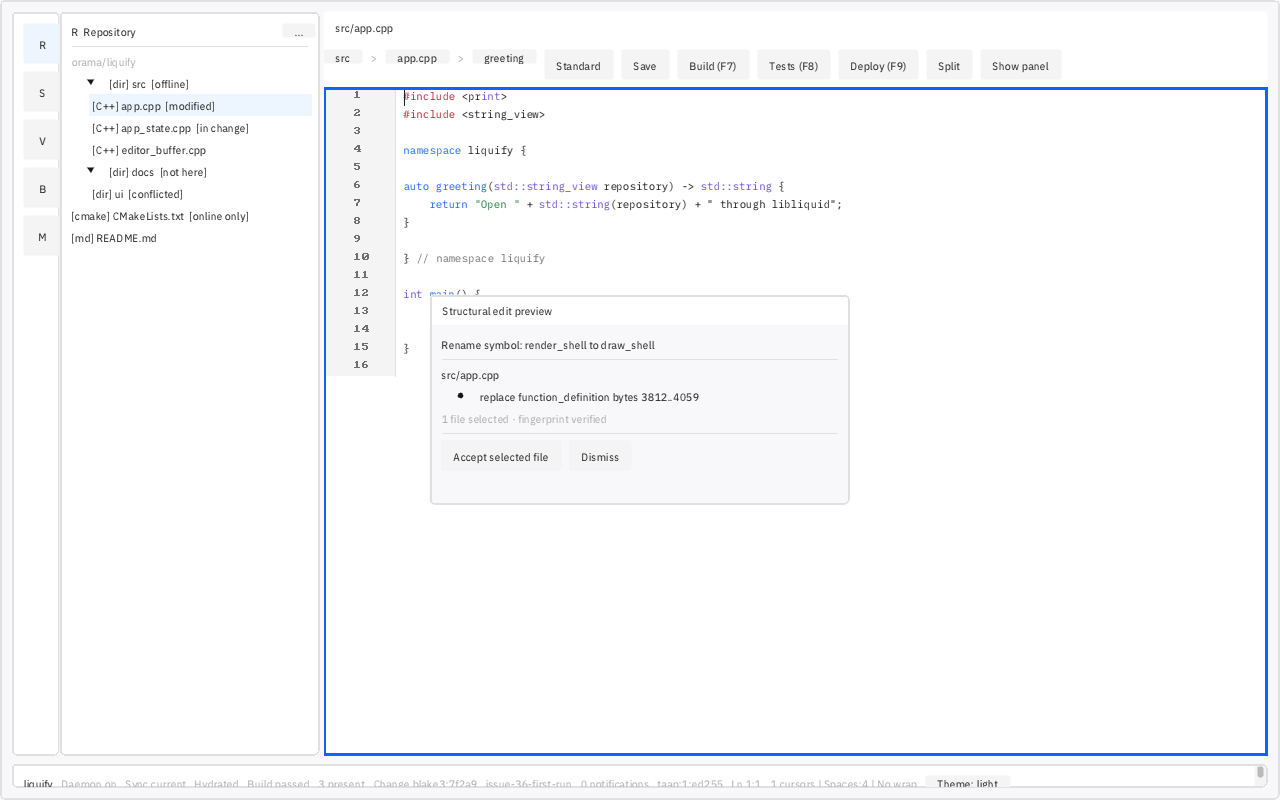 R
S
V
B
M
R Repository
...
orama/liquify
[dir] src [offline]
[C++] app.cpp [modified]
[C++] app_state.cpp [in change]
[C++] editor_buffer.cpp
[dir] docs [not here]
[dir] ui [conflicted]
[cmake] CMakeLists.txt [online only]
[md] README.md
src/app.cpp
src > app.cpp > greeting Standard Save Build (F7) Tests (F8) Deploy (F9) Split Show panel
1 #include <print>
2 #include <string_view>
3
4 namespace liquify {
5
6 auto greeting(std::string_view repository) -> std::string {
7 return "Open " + std::string(repository) + " through libliquid";
8 }
9
10 } // namespace liquify
11
12 int main() {
13
14
15 }
16
Structural edit preview
Rename symbol: render_shell to draw_shell
src/app.cpp
replace function_definition bytes 3812..4059
1 file selected · fingerprint verified
Accept selected file Dismiss
liquify Daemon on Sync current Hydrated Build passed 3 present Change blake3:7f2a9 issue-36-first-run 0 notifications taap:1:ed255 Ln 1:1 1 cursors | Spaces:4 | No wrap Theme: light